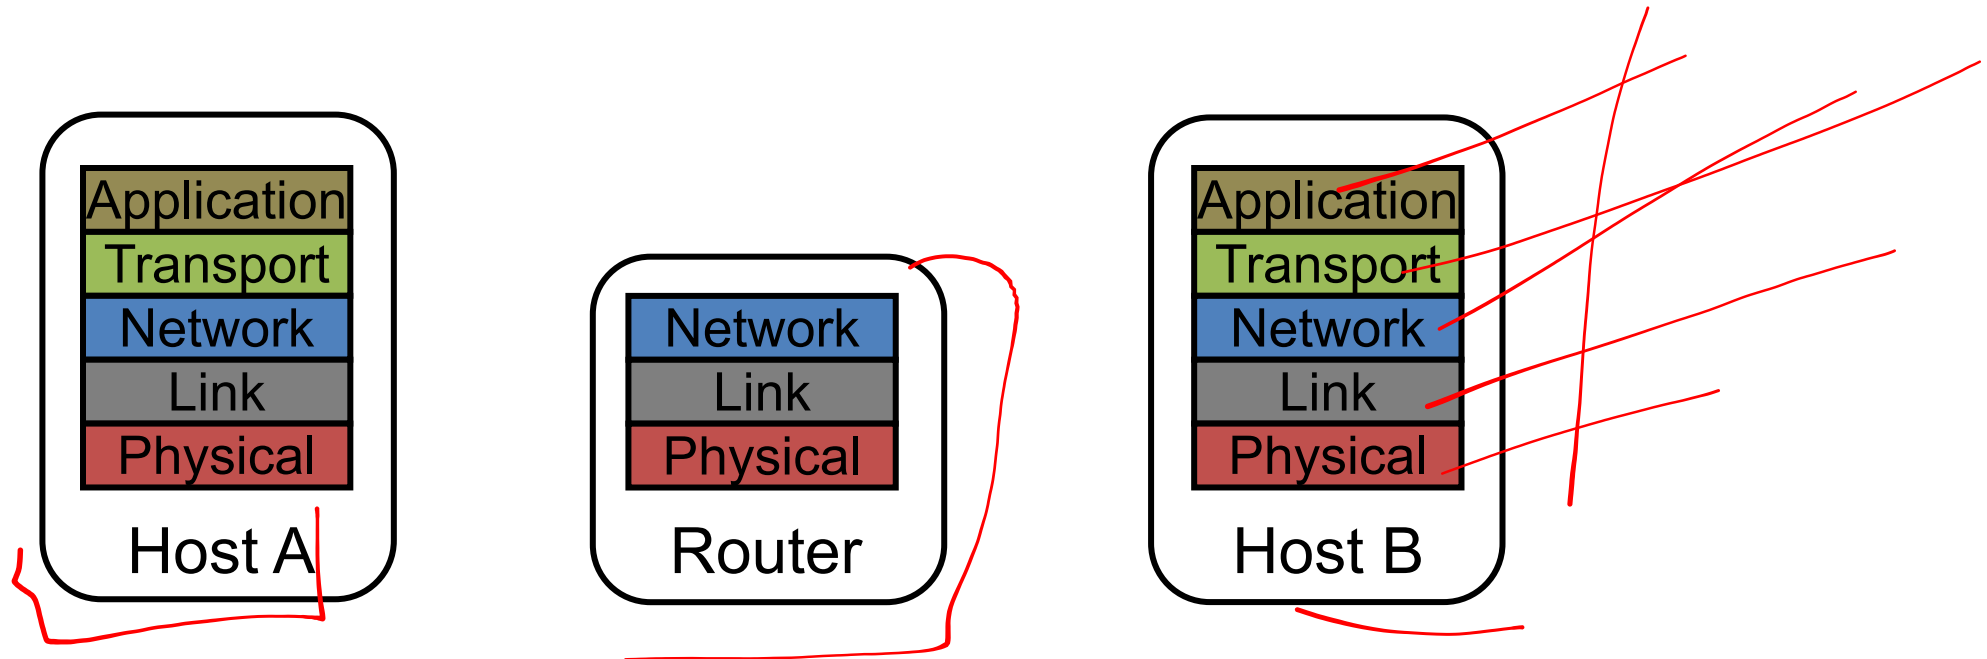 Application
Transport
Network
Link
Physical
Host A
Network
Link
Physical
Router
Application
Transport
Network
Link
Physical
Host B